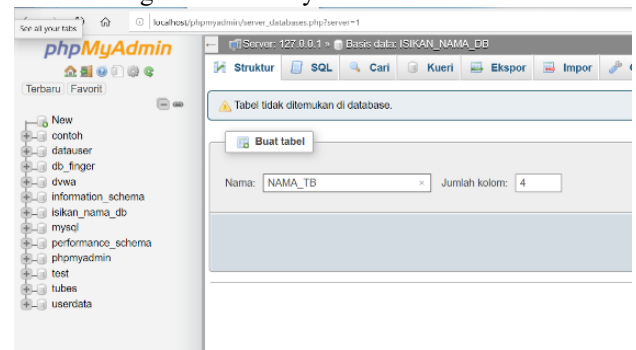 See all your tabs
localhost/phpmyadmin/server_databases.php?server=1
phpMyAdmin
Terbaru Favorit
New
contoh
datauser
db_finger
dvwa
information_schema
isikan_nama_db
mysql
performance_schema
phpmyadmin
test
tubes
userdata
Server: 127.0.0.1 » Basis data: ISIKAN_NAMA_DB
Struktur SQL Cari Kueri Ekspor Impor
Tabel tidak ditemukan di database.
Buat tabel
Nama: NAMA_TB × Jumlah kolom: 4